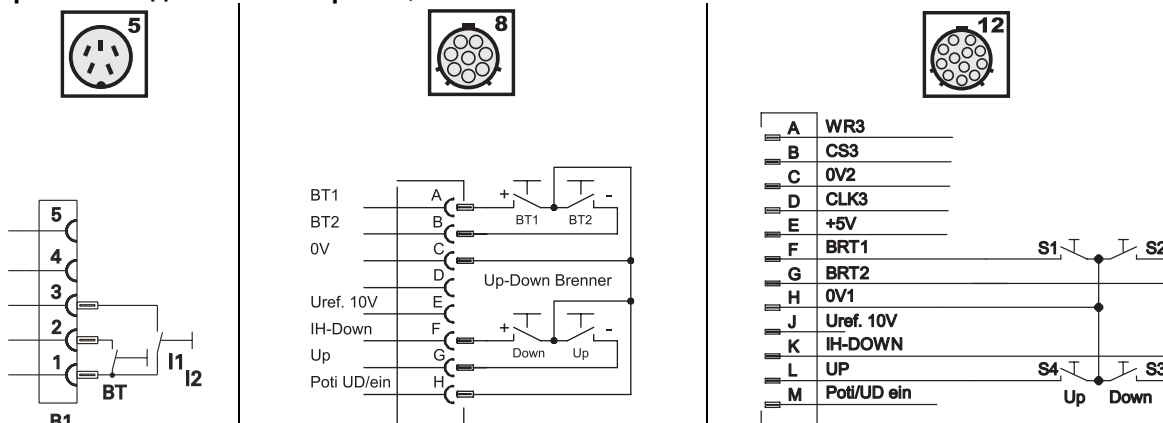 5
5
4
3
2
1
BT
I1
I2
B1
8
BT1
BT2
0V
Uref. 10V
IH-Down
Up
Poti UD/ein
A
B
C
D
E
F
G
H
+ BT1 BT2 -
Up-Down Brenner
+ Down Up -
12
A WR3
B CS3
C 0V2
D CLK3
E +5V
F BRT1
G BRT2
H 0V1
J Uref. 10V
K IH-DOWN
L UP
M Poti/UD ein
S1 S2
S4 S3
Up Down